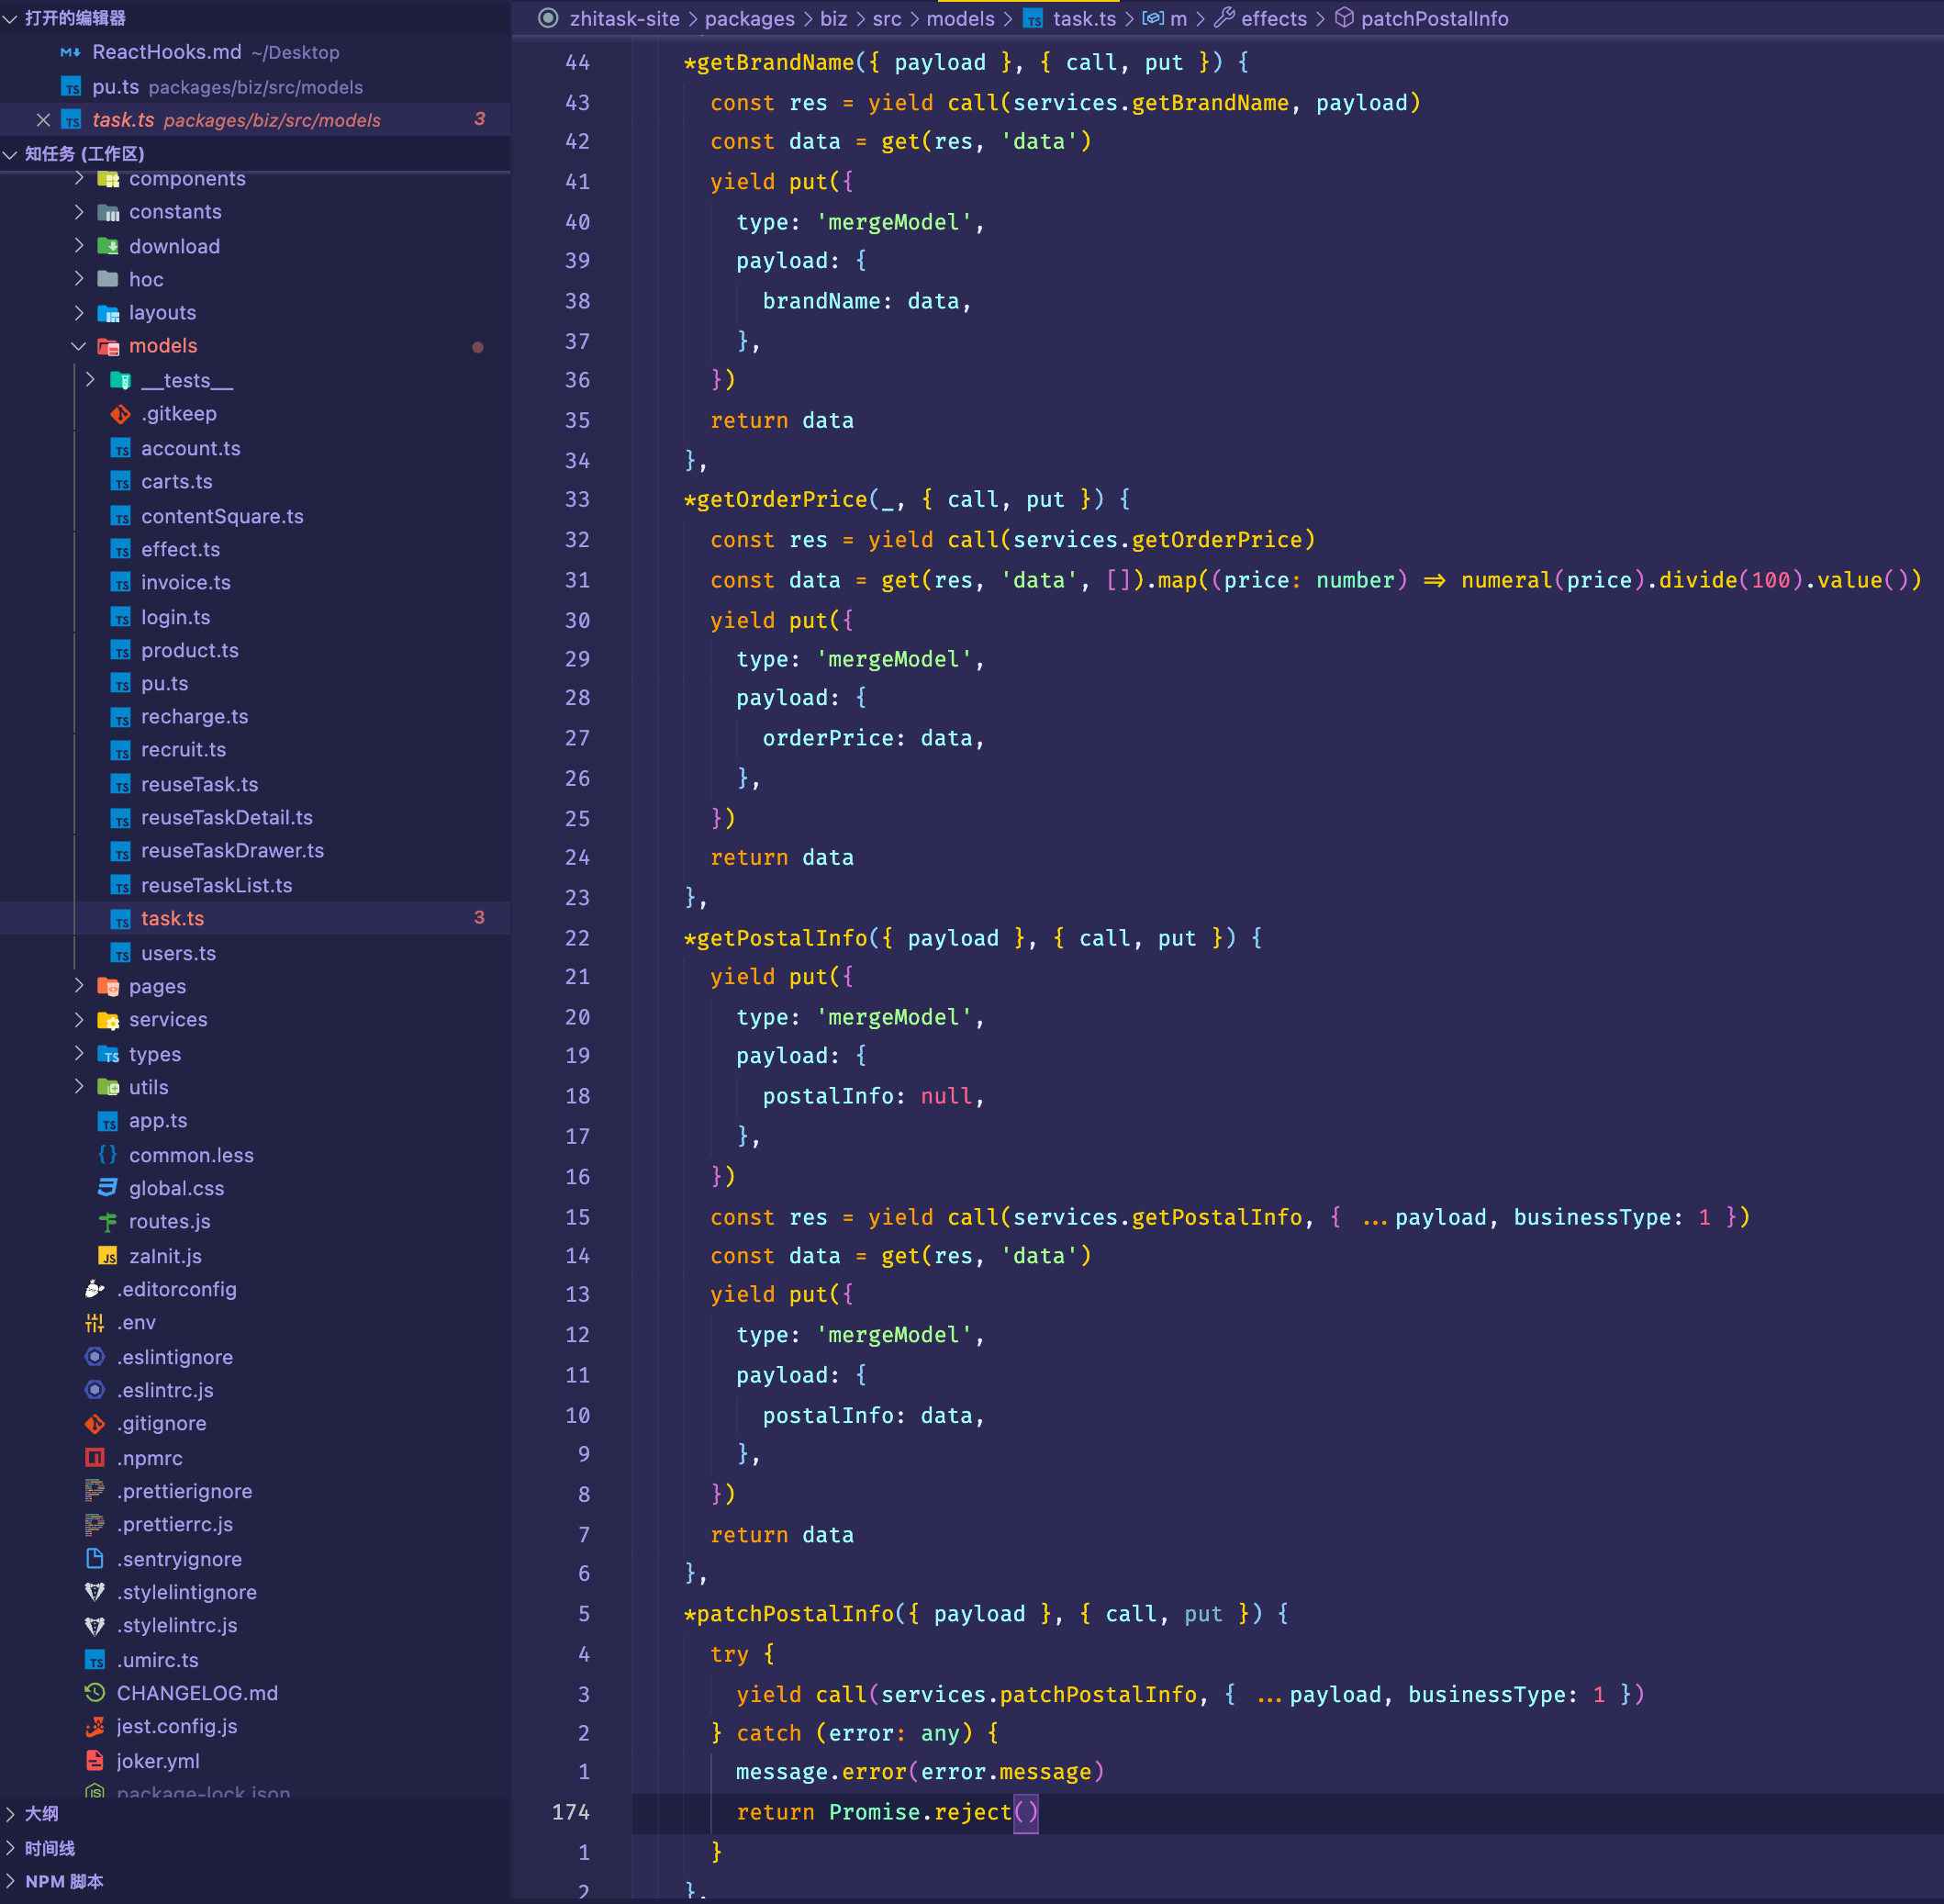 打开的编辑器
ReactHooks.md ~/Desktop
pu.ts packages/biz/src/models
task.ts packages/biz/src/models 3
知任务 (工作区)
components
constants
download
hoc
layouts
models
__tests__
.gitkeep
account.ts
carts.ts
contentSquare.ts
effect.ts
invoice.ts
login.ts
product.ts
pu.ts
recharge.ts
recruit.ts
reuseTask.ts
reuseTaskDetail.ts
reuseTaskDrawer.ts
reuseTaskList.ts
task.ts 3
users.ts
pages
services
types
utils
app.ts
common.less
global.css
routes.js
zaInit.js
.editorconfig
.env
.eslintignore
.eslintrc.js
.gitignore
.npmrc
.prettierignore
.prettierrc.js
.sentryignore
.stylelintignore
.stylelintrc.js
.umirc.ts
CHANGELOG.md
jest.config.js
joker.yml
package-lock.json
大纲
时间线
NPM 脚本
zhitask-site > packages > biz > src > models > task.ts > m > effects > patchPostalInfo
44 *getBrandName({ payload }, { call, put }) {
43 const res = yield call(services.getBrandName, payload)
42 const data = get(res, 'data')
41 yield put({
40 type: 'mergeModel',
39 payload: {
38 brandName: data,
37 },
36 })
35 return data
34 },
33 *getOrderPrice(_, { call, put }) {
32 const res = yield call(services.getOrderPrice)
31 const data = get(res, 'data', []).map((price: number) => numeral(price).divide(100).value())
30 yield put({
29 type: 'mergeModel',
28 payload: {
27 orderPrice: data,
26 },
25 })
24 return data
23 },
22 *getPostalInfo({ payload }, { call, put }) {
21 yield put({
20 type: 'mergeModel',
19 payload: {
18 postalInfo: null,
17 },
16 })
15 const res = yield call(services.getPostalInfo, { ...payload, businessType: 1 })
14 const data = get(res, 'data')
13 yield put({
12 type: 'mergeModel',
11 payload: {
10 postalInfo: data,
9 },
8 })
7 return data
6 },
5 *patchPostalInfo({ payload }, { call, put }) {
4 try {
3 yield call(services.patchPostalInfo, { ...payload, businessType: 1 })
2 } catch (error: any) {
1 message.error(error.message)
174 return Promise.reject()
1 }
2 },